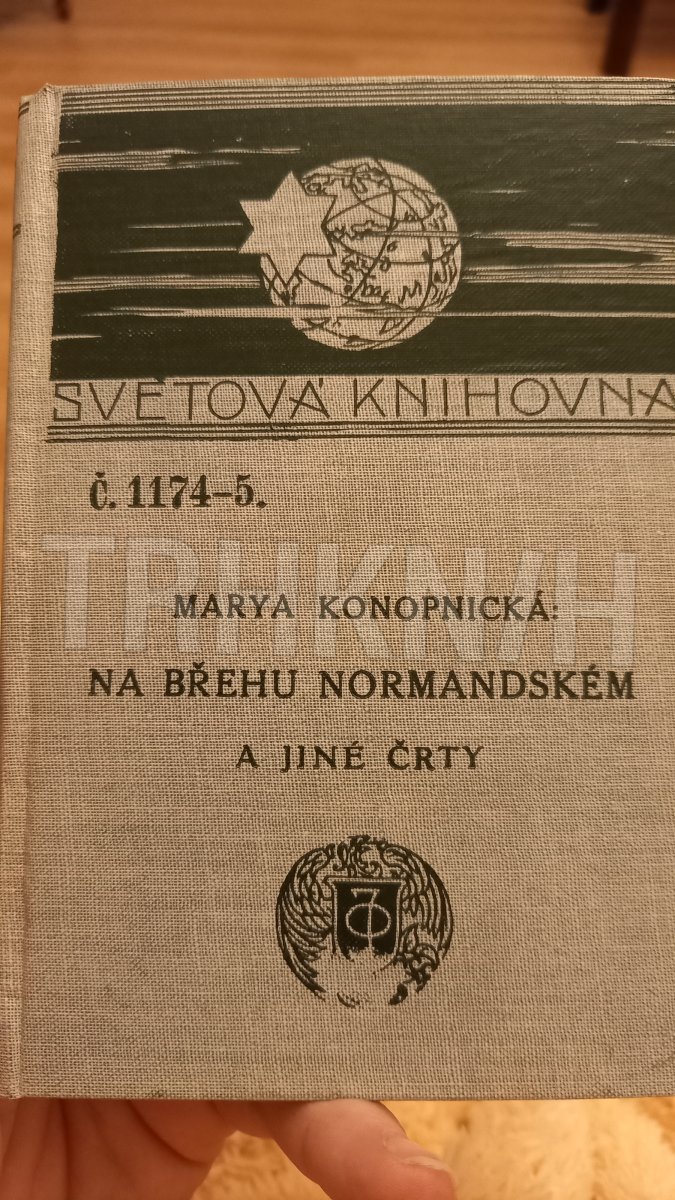 SVĚTOVÁ KNIHOVNA
Č. 1174–5.
TRHKNIH
MARYA KONOPNICKÁ:
NA BŘEHU NORMANDSKÉM
A JINÉ ČRTY